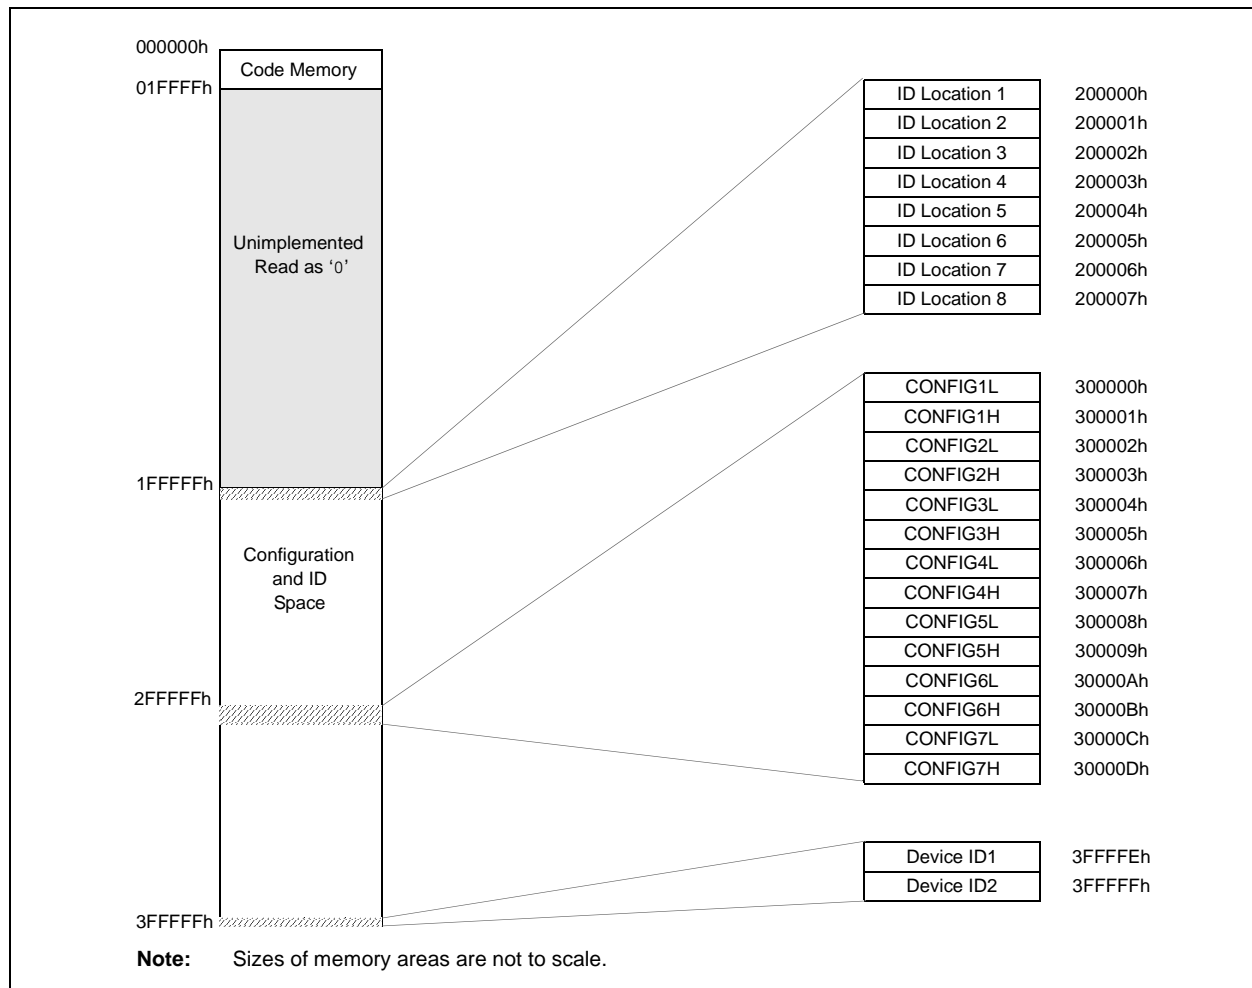 000000h
Code Memory
01FFFFh
Unimplemented
Read as ‘0’
1FFFFFh
Configuration
and ID
Space
2FFFFFh
3FFFFFh
ID Location 1 200000h
ID Location 2 200001h
ID Location 3 200002h
ID Location 4 200003h
ID Location 5 200004h
ID Location 6 200005h
ID Location 7 200006h
ID Location 8 200007h
CONFIG1L 300000h
CONFIG1H 300001h
CONFIG2L 300002h
CONFIG2H 300003h
CONFIG3L 300004h
CONFIG3H 300005h
CONFIG4L 300006h
CONFIG4H 300007h
CONFIG5L 300008h
CONFIG5H 300009h
CONFIG6L 30000Ah
CONFIG6H 30000Bh
CONFIG7L 30000Ch
CONFIG7H 30000Dh
Device ID1 3FFFFEh
Device ID2 3FFFFFh
Note: Sizes of memory areas are not to scale.